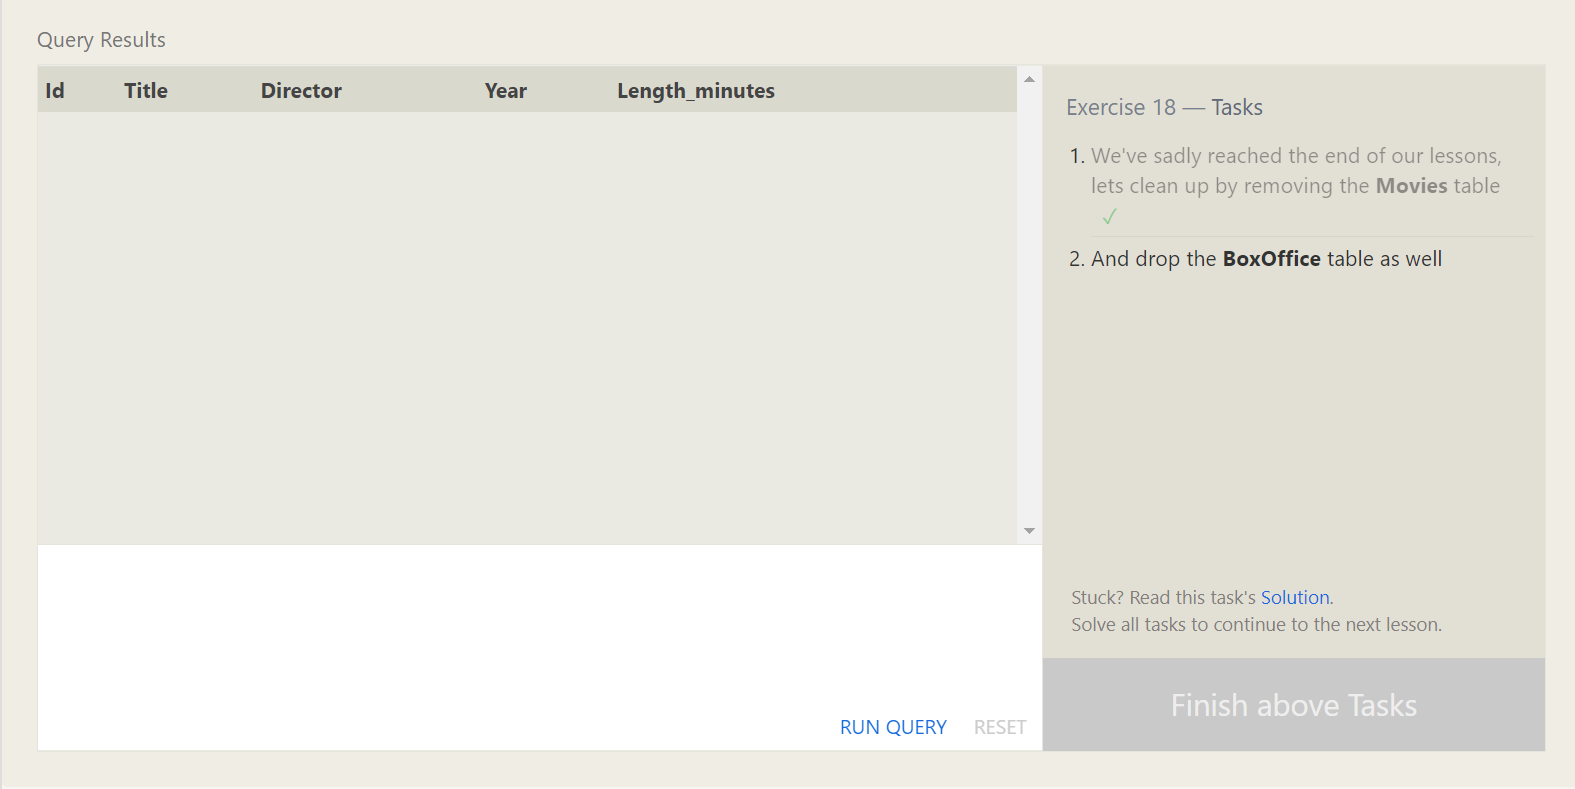 Query Results
Id Title Director Year Length_minutes
Exercise 18 — Tasks
1. We've sadly reached the end of our lessons,
lets clean up by removing the Movies table
✓
2. And drop the BoxOffice table as well
Stuck? Read this task's Solution.
Solve all tasks to continue to the next lesson.
RUN QUERY RESET
Finish above Tasks